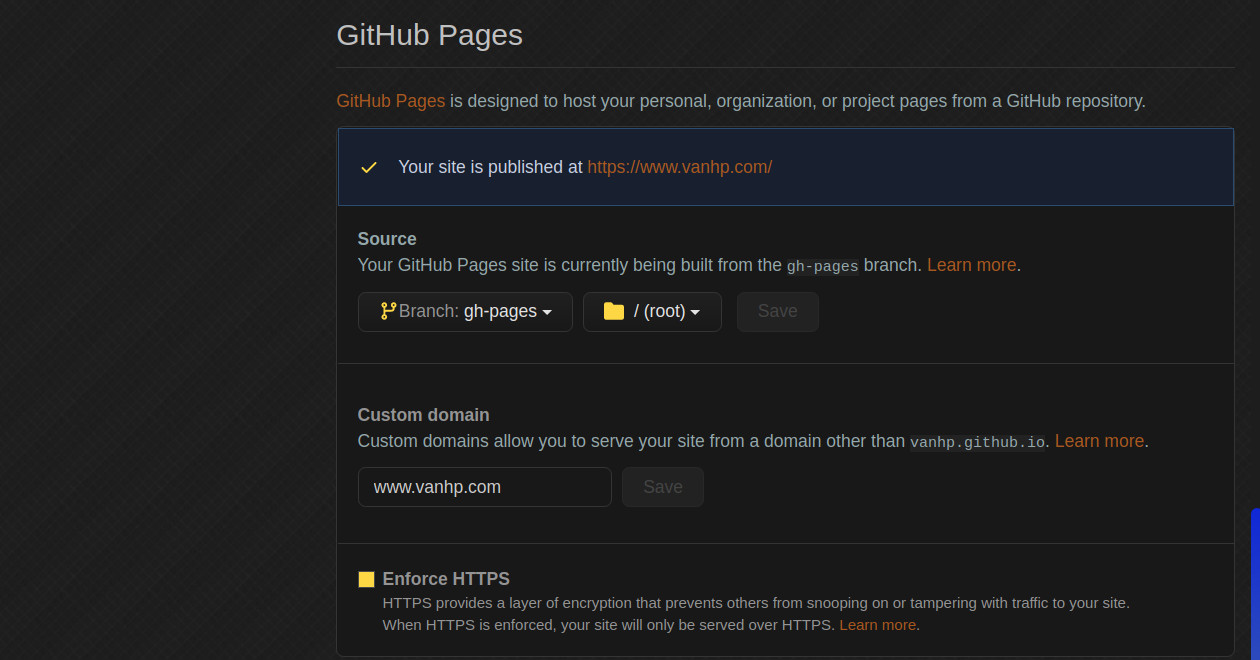 GitHub Pages
GitHub Pages is designed to host your personal, organization, or project pages from a GitHub repository.
Your site is published at https://www.vanhp.com/
Source
Your GitHub Pages site is currently being built from the gh-pages branch. Learn more.
Branch: gh-pages / (root) Save
Custom domain
Custom domains allow you to serve your site from a domain other than vanhp.github.io. Learn more.
www.vanhp.com Save
Enforce HTTPS
HTTPS provides a layer of encryption that prevents others from snooping on or tampering with traffic to your site.
When HTTPS is enforced, your site will only be served over HTTPS. Learn more.